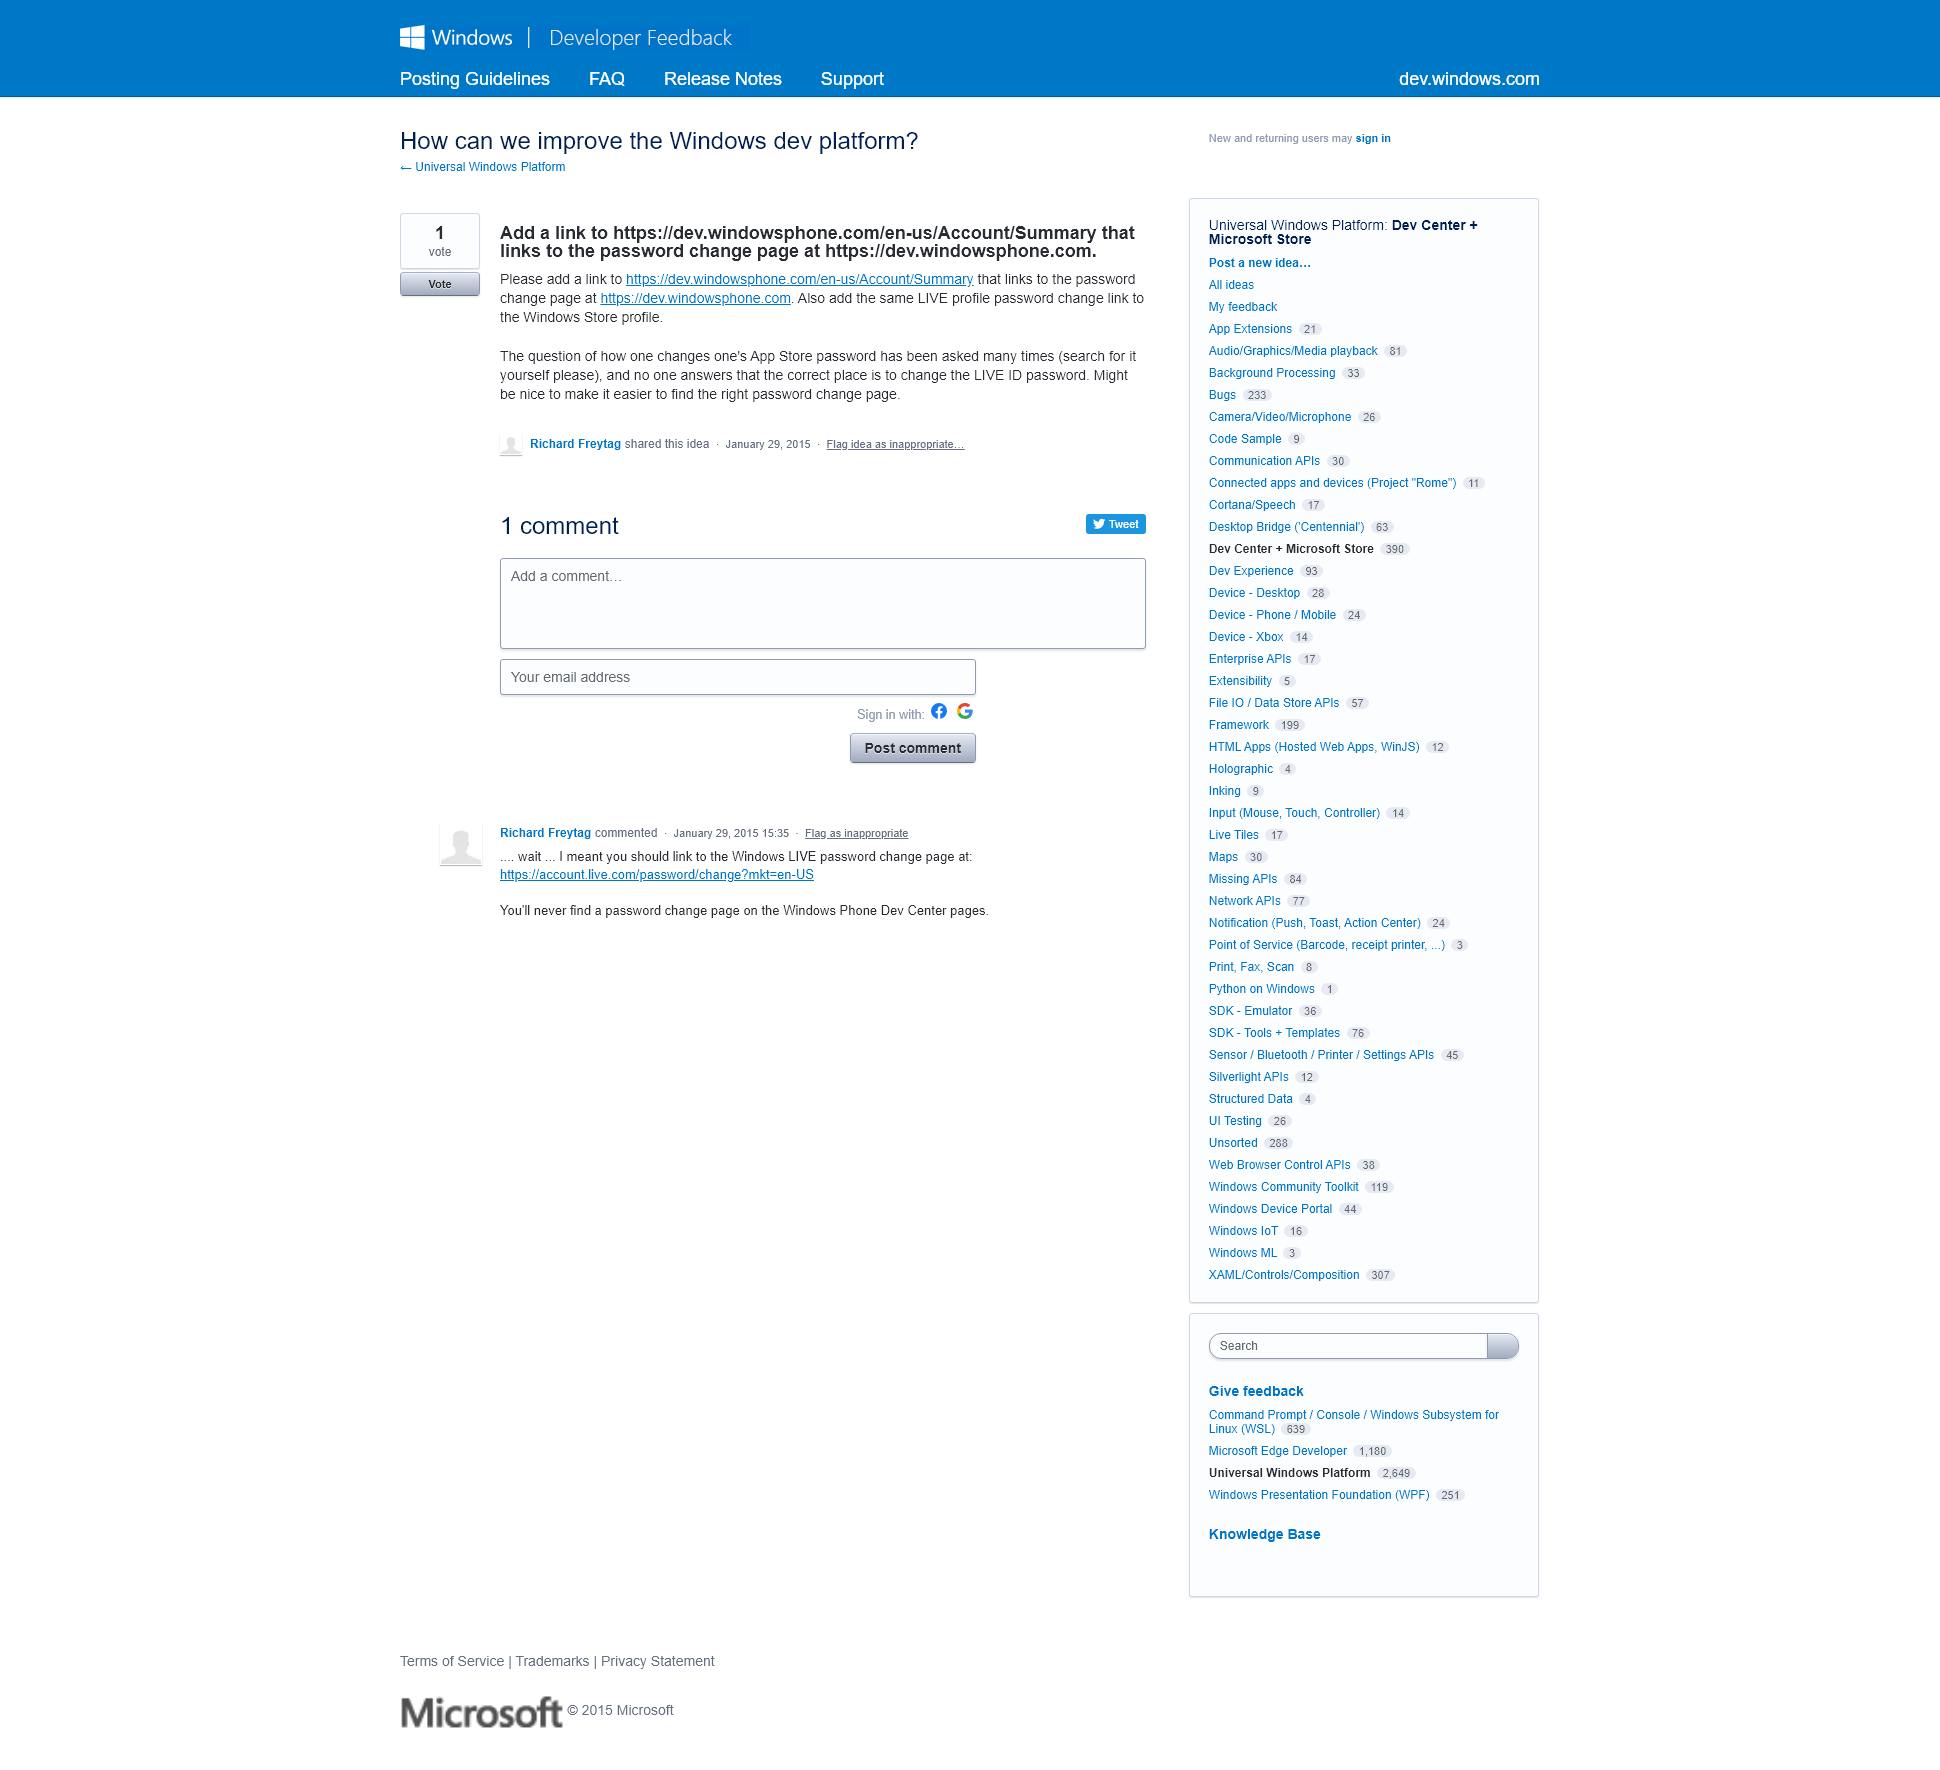 Windows | Developer Feedback
Posting Guidelines FAQ Release Notes Support dev.windows.com
How can we improve the Windows dev platform?
← Universal Windows Platform
New and returning users may sign in
1
vote
Vote
Add a link to https://dev.windowsphone.com/en-us/Account/Summary that
links to the password change page at https://dev.windowsphone.com.
Please add a link to https://dev.windowsphone.com/en-us/Account/Summary that links to the password
change page at https://dev.windowsphone.com. Also add the same LIVE profile password change link to
the Windows Store profile.
The question of how one changes one's App Store password has been asked many times (search for it
yourself please), and no one answers that the correct place is to change the LIVE ID password. Might
be nice to make it easier to find the right password change page.
Richard Freytag shared this idea · January 29, 2015 · Flag idea as inappropriate…
1 comment
Tweet
Add a comment…
Your email address
Sign in with:
Post comment
Richard Freytag commented · January 29, 2015 15:35 · Flag as inappropriate
.... wait ... I meant you should link to the Windows LIVE password change page at:
https://account.live.com/password/change?mkt=en-US
You'll never find a password change page on the Windows Phone Dev Center pages.
Universal Windows Platform: Dev Center +
Microsoft Store
Post a new idea…
All ideas
My feedback
App Extensions 21
Audio/Graphics/Media playback 81
Background Processing 33
Bugs 233
Camera/Video/Microphone 26
Code Sample 9
Communication APIs 30
Connected apps and devices (Project "Rome") 11
Cortana/Speech 17
Desktop Bridge ('Centennial') 63
Dev Center + Microsoft Store 390
Dev Experience 93
Device - Desktop 28
Device - Phone / Mobile 24
Device - Xbox 14
Enterprise APIs 17
Extensibility 5
File IO / Data Store APIs 57
Framework 199
HTML Apps (Hosted Web Apps, WinJS) 12
Holographic 4
Inking 9
Input (Mouse, Touch, Controller) 14
Live Tiles 17
Maps 30
Missing APIs 84
Network APIs 77
Notification (Push, Toast, Action Center) 24
Point of Service (Barcode, receipt printer, ...) 3
Print, Fax, Scan 8
Python on Windows 1
SDK - Emulator 36
SDK - Tools + Templates 76
Sensor / Bluetooth / Printer / Settings APIs 45
Silverlight APIs 12
Structured Data 4
UI Testing 26
Unsorted 288
Web Browser Control APIs 38
Windows Community Toolkit 119
Windows Device Portal 44
Windows IoT 16
Windows ML 3
XAML/Controls/Composition 307
Search
Give feedback
Command Prompt / Console / Windows Subsystem for
Linux (WSL) 639
Microsoft Edge Developer 1,180
Universal Windows Platform 2,649
Windows Presentation Foundation (WPF) 251
Knowledge Base
Terms of Service | Trademarks | Privacy Statement
Microsoft © 2015 Microsoft